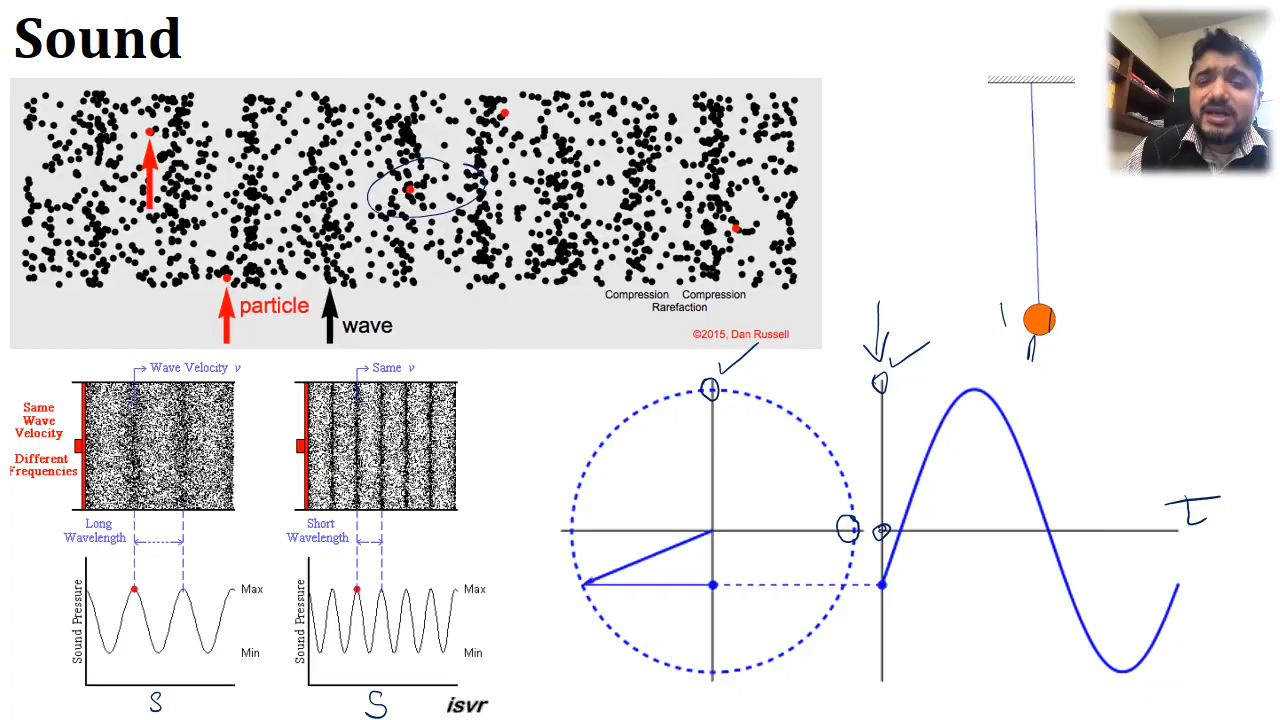 Sound
particle
wave
Compression Compression
Rarefaction
©2015, Dan Russell
Same
Wave
Velocity
Different
Frequencies
Wave Velocity v
Long
Wavelength
Sound Pressure
Max
Min
S
Same v
Short
Wavelength
Sound Pressure
Max
Min
S
isvr